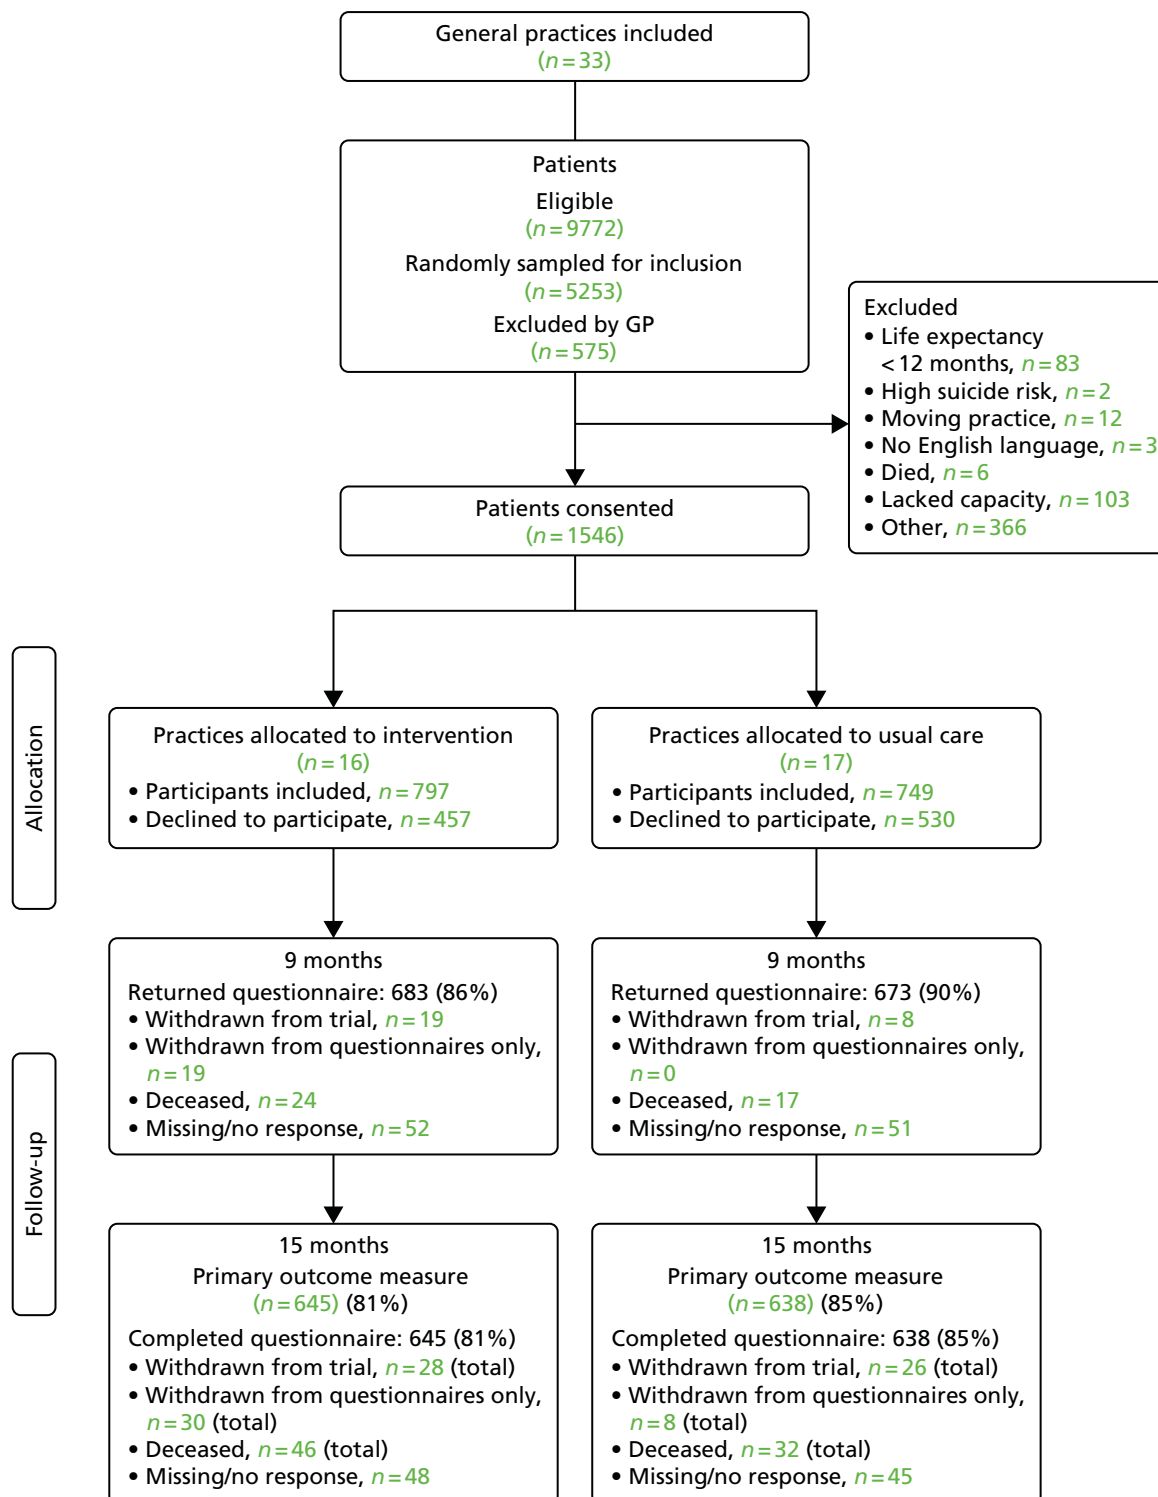 General practices included
(n=33)
Patients
Eligible
(n=9772)
Randomly sampled for inclusion
(n=5253)
Excluded by GP
(n=575)
Excluded
• Life expectancy
<12 months, n=83
• High suicide risk, n=2
• Moving practice, n=12
• No English language, n=3
• Died, n=6
• Lacked capacity, n=103
• Other, n=366
Patients consented
(n=1546)
Allocation
Practices allocated to intervention
(n=16)
• Participants included, n=797
• Declined to participate, n=457
Practices allocated to usual care
(n=17)
• Participants included, n=749
• Declined to participate, n=530
Follow-up
9 months
Returned questionnaire: 683 (86%)
• Withdrawn from trial, n=19
• Withdrawn from questionnaires only,
n=19
• Deceased, n=24
• Missing/no response, n=52
9 months
Returned questionnaire: 673 (90%)
• Withdrawn from trial, n=8
• Withdrawn from questionnaires only,
n=0
• Deceased, n=17
• Missing/no response, n=51
15 months
Primary outcome measure
(n=645) (81%)
Completed questionnaire: 645 (81%)
• Withdrawn from trial, n=28 (total)
• Withdrawn from questionnaires only,
n=30 (total)
• Deceased, n=46 (total)
• Missing/no response, n=48
15 months
Primary outcome measure
(n=638) (85%)
Completed questionnaire: 638 (85%)
• Withdrawn from trial, n=26 (total)
• Withdrawn from questionnaires only,
n=8 (total)
• Deceased, n=32 (total)
• Missing/no response, n=45